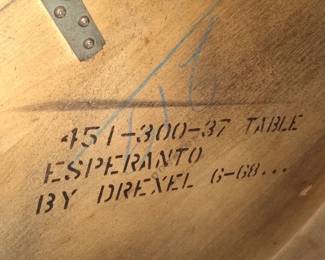 451-300-37 TABLE
ESPERANTO
BY DREXEL 6-68...